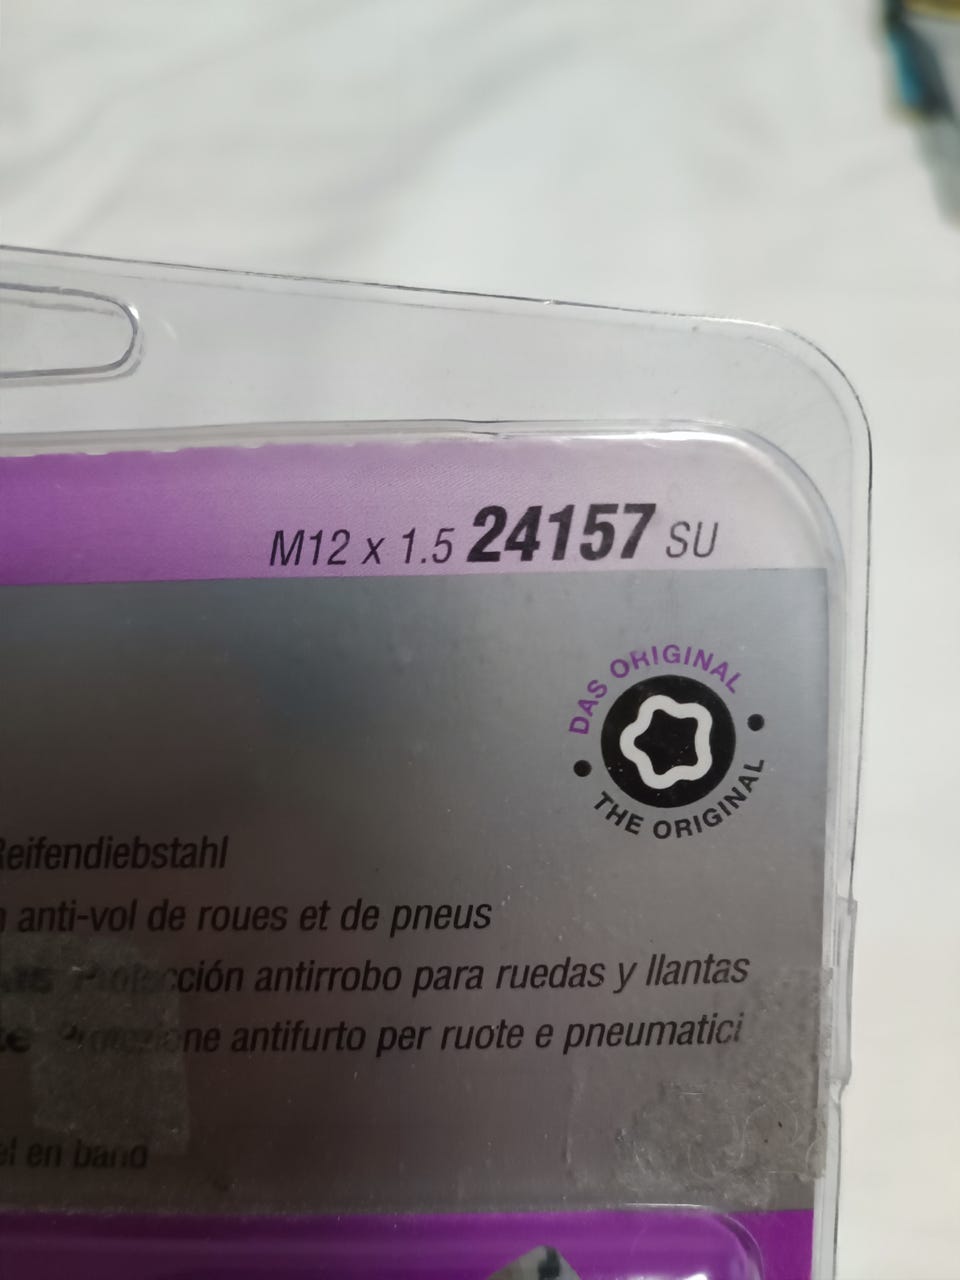 M12 x 1.5 24157 SU
DAS ORIGINAL
THE ORIGINAL
Reifendiebstahl
anti-vol de roues et de pneus
antirrobo para ruedas y llantas
antifurto per ruote e pneumatici
en